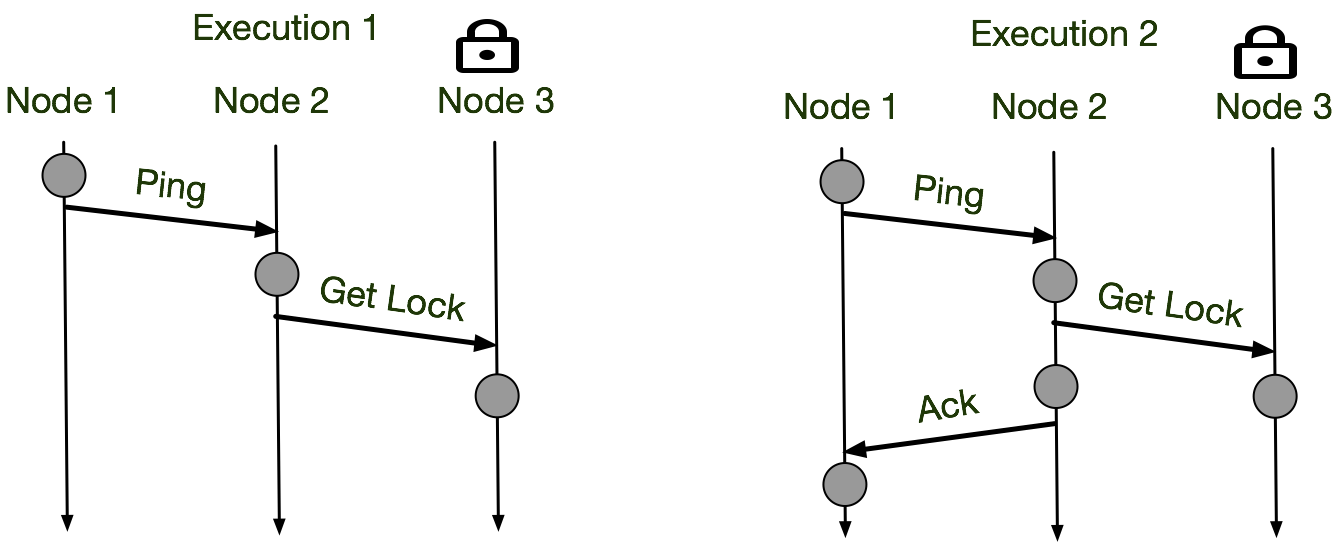 Execution 1
Node 1 Node 2 Node 3
Ping
Get Lock
Execution 2
Node 1 Node 2 Node 3
Ping
Get Lock
Ack